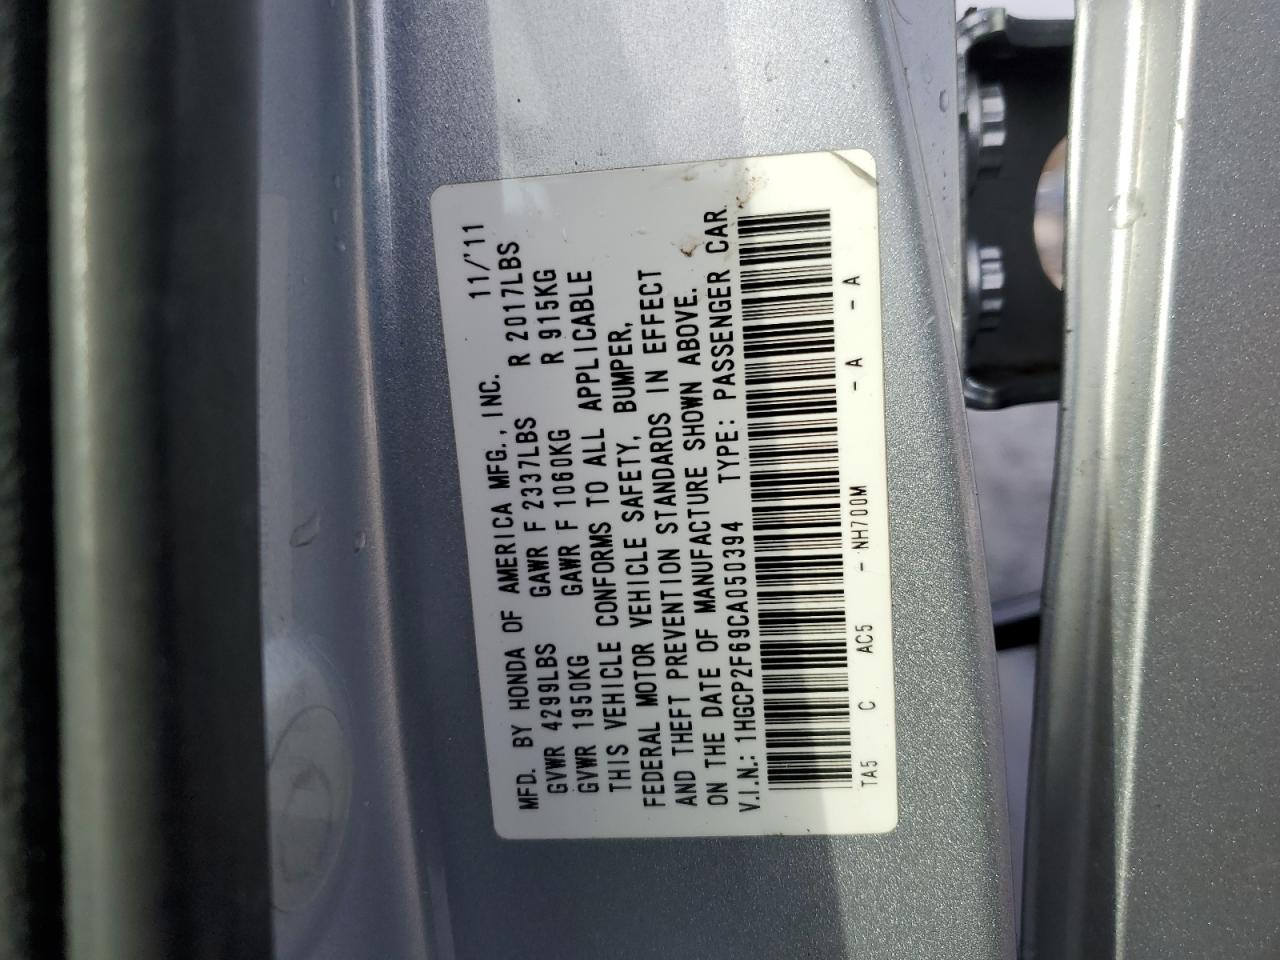 MFD. BY HONDA OF AMERICA MFG., INC. 11/'11
GVWR 4299LBS GAWR F 2337LBS R 2017LBS
GVWR 1950KG GAWR F 1060KG R 915KG
THIS VEHICLE CONFORMS TO ALL APPLICABLE
FEDERAL MOTOR VEHICLE SAFETY, BUMPER,
AND THEFT PREVENTION STANDARDS IN EFFECT
ON THE DATE OF MANUFACTURE SHOWN ABOVE.
V.I.N.: 1HGCP2F69CA050394 TYPE: PASSENGER CAR
TA5 C AC5 - NH700M - A - A